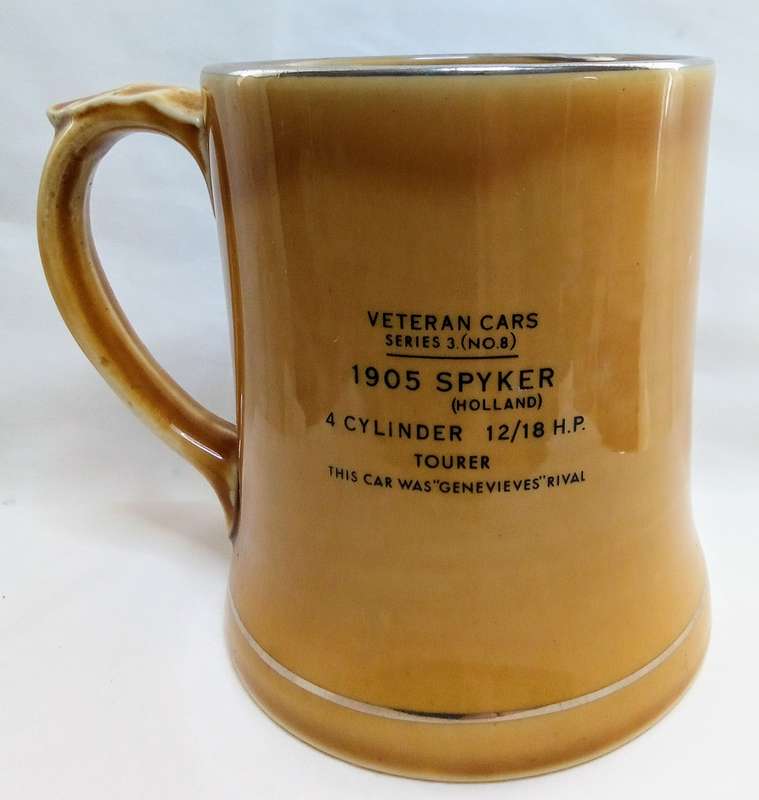 VETERAN CARS
SERIES 3.(NO.8)
1905 SPYKER
(HOLLAND)
4 CYLINDER 12/18 H.P.
TOURER
THIS CAR WAS "GENEVIEVES" RIVAL